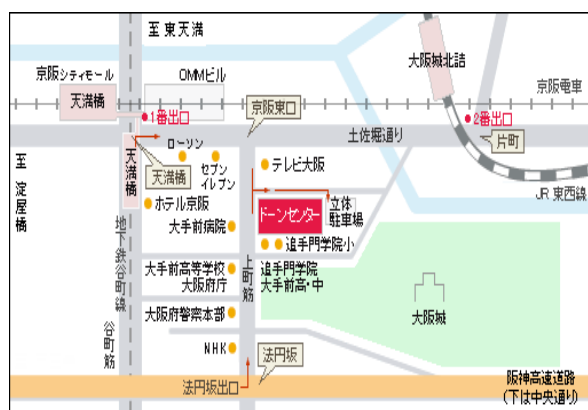 至東天満
京阪シティモール
OMMビル
大阪城北詰
天満橋
京阪電車
1番出口
京阪東口
2番出口
土佐堀通り
片町
ローソン
天満橋
セブン
イレブン
テレビ大阪
天満橋
至
淀屋橋
JR東西線
ホテル京阪
ドーンセンター
立体
駐車場
大手前病院
地下鉄谷町線
追手門学院小
大手前高等学校
大阪府庁
上町筋
追手門学院
大手前高・中
大阪府警察本部
大阪城
谷町筋
NHK
法円坂
法円坂出口
阪神高速道路
(下は中央通り)